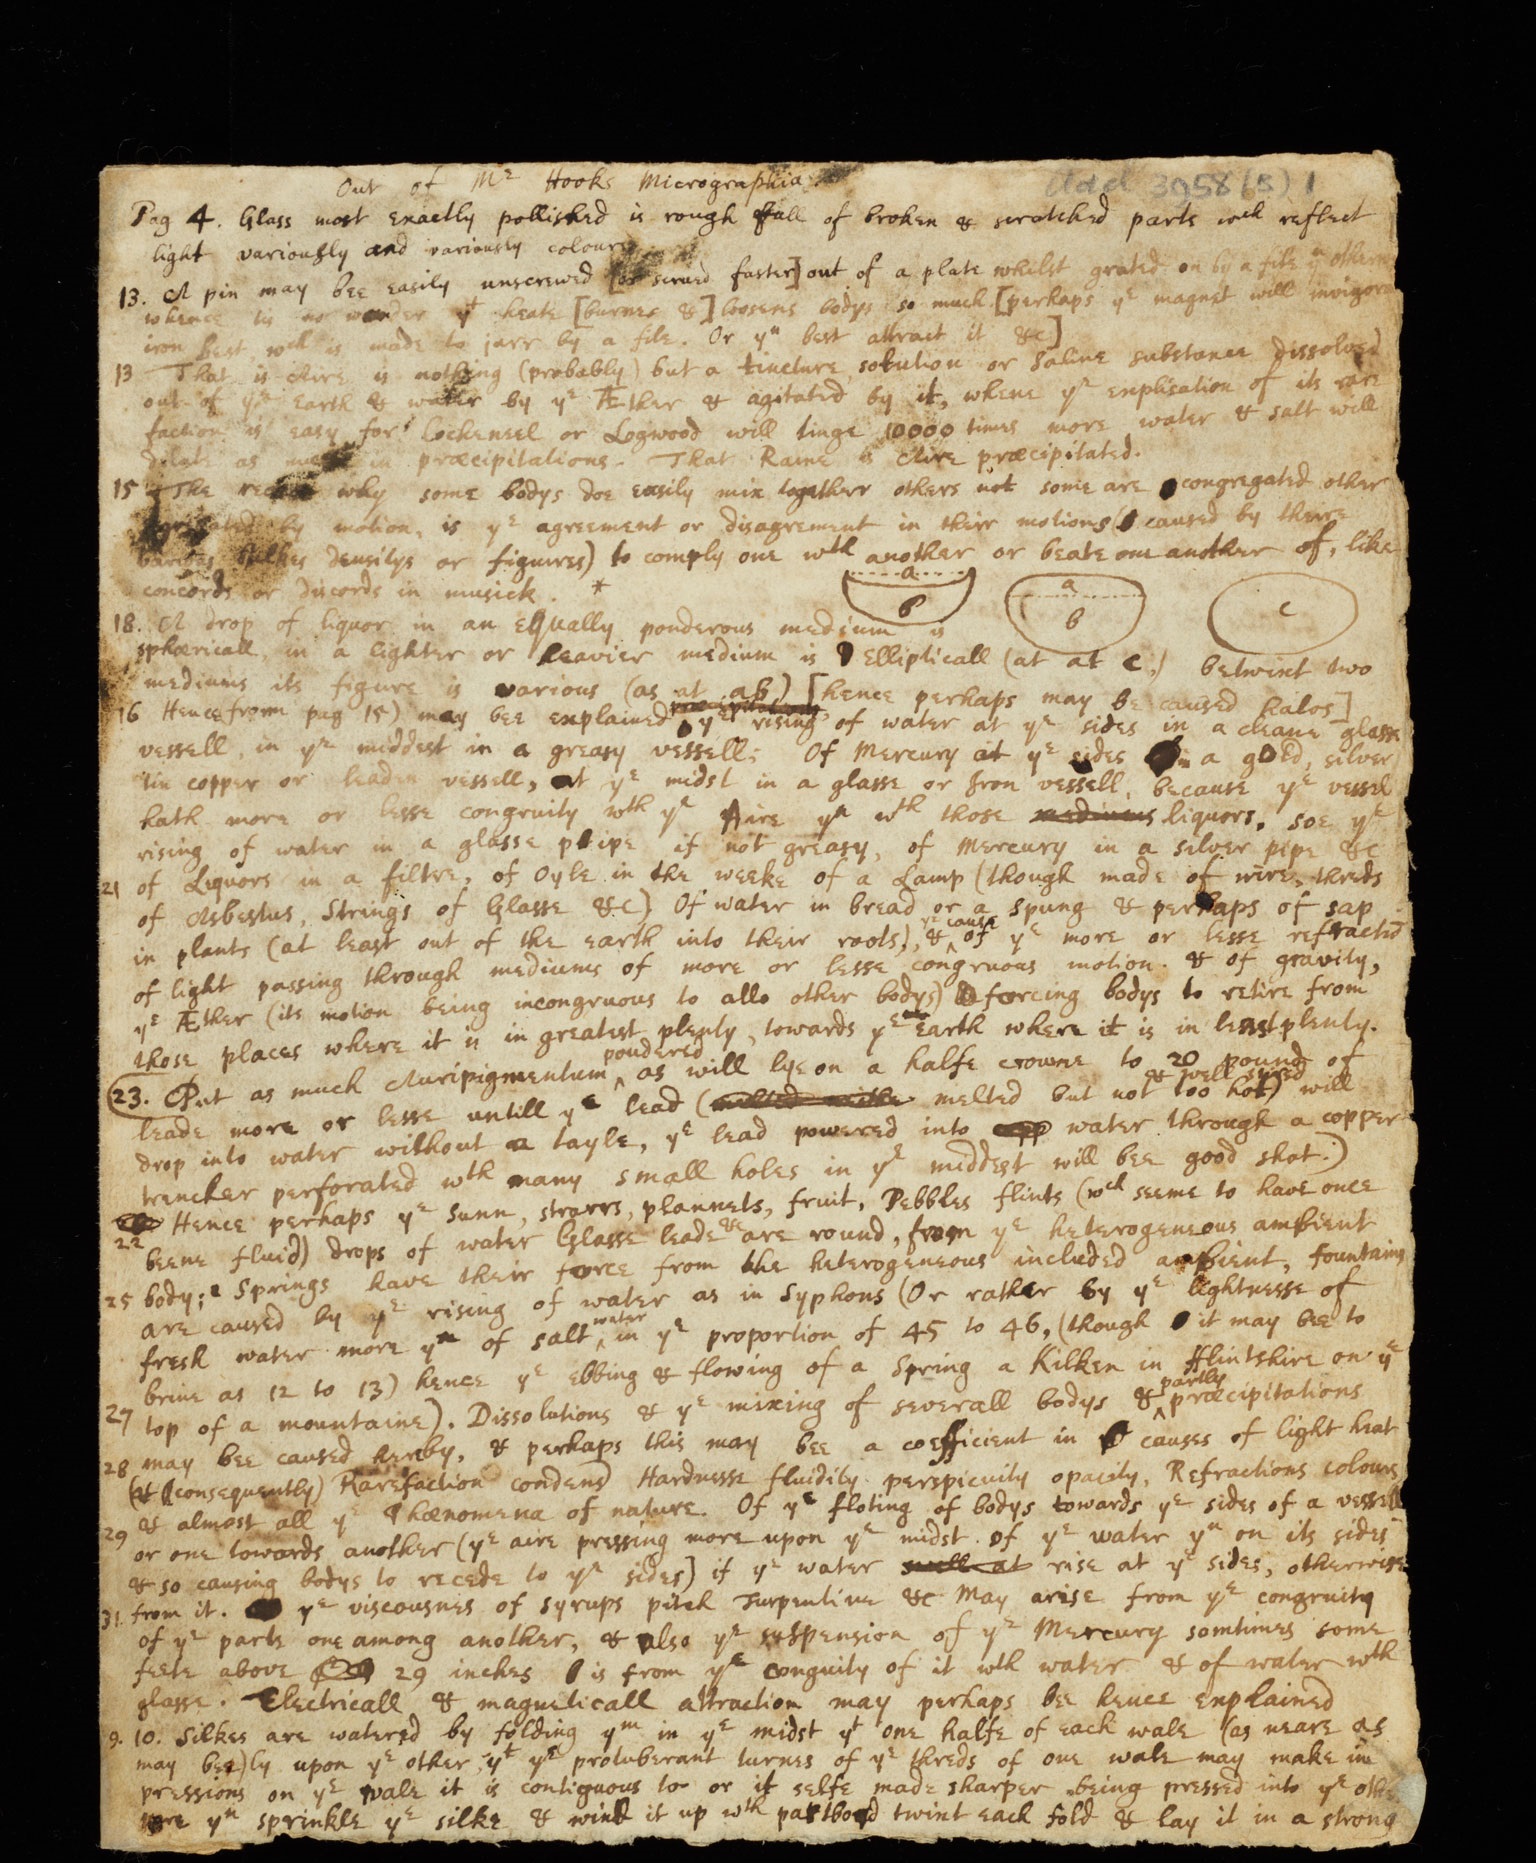 Out of Mr Hooks Micrographia.
Add 3958(5) 1
Pag 4. Glass most exactly pollished is rough full of broken & scratched parts wch reflect
light variously and variously coloured
13. A pin may bee easily unscrewed [or scrued faster] out of a plate whilst grated on by a file
whence tis no wonder yt heate [burnes &] loosens bodys so much. [perhaps ye magnet will
iron best wch is made to jarr by a file. Or yn best attract it &c]
13 That is Aire is nothing (probably) but a tincture, solution or saline substance dissolved
out of ye Earth & water by ye Æther & agitated by it, whene ye explication of its rare
faction is easy for Cocheneel or Logwood will tinge 10000 times more water & salt will
dilate as much in præcipitations. That Raine is Aire præcipitated.
15 The reason why some bodys doe easily mix together others not some are congregated other
by motion, is ye agreement or disagrement in their motions (caused by theire
bulkes densitys or figures) to comply one wth another or beate one another of, like
concords or discords in musick. *
a
b
a
b
c
18. A drop of liquor in an Equally ponderous medium is
sphæricall, in a lighter or heavier medium is Ellipticall (at at c,) betwixt two
mediums its figure is various (as at ab) [hence perhaps may be caused halos]
16 Hence (from pag 15) may bee explained ye rising of water at ye sides in a cleane glasse
vessell, in ye middest in a greasy vessell; Of Mercury at ye sides in a gold, silver
tin copper or leaden vessell, at ye midst in a glasse or Iron vessell, because ye vessel
hath more or lesse congruity wth ye Aire yn wth those mediums liquors. soe ye
rising of water in a glasse pipe if not greasy, of Mercury in a silver pipe &c
21 of Liquors in a filtre, of Oyle in the weeke of a Lamp (though made of wire, threds
of Asbestus, Strings of Glasse &c) Of water in bread or a spung & perhaps of sap
in plants (at least out of the earth into their roots), & ye cause of ye more or lesse refraction
of light passing through mediums of more or lesse congruous motion. & of gravity,
ye Æther (its motion being incongruous to allo other bodys) forcing bodys to retire from
those places where it is in greatest plenty, towards ye Earth where it is in least plenty.
23. Put as much Auripigmentum poudered as will lye on a halfe crowne to 20 pound of
leade more or lesse untill ye lead (melted but not too hot) & well stired will
drop into water without a tayle, ye lead powered into water through a copper
trencher perforated wth many small holes in ye middest will bee good shot.)
22 Hence perhaps ye sunn, starrs, plannets, fruit, Pebbles flints (wch seeme to have once
beene fluid) drops of water Glasse leade &c are round, from ye heterogeneous ambient
25 body; Springs have their force from the heterogeneous included ambient, fountains
are caused by ye rising of water as in Syphons (Or rather by ye lightnesse of
fresh water more yn of salt water in ye proportion of 45 to 46, (though it may bee to
brine as 12 to 13) hence ye ebbing & flowing of a Spring a Kilken in Flintshire on ye
27 top of a mountaine). Dissolutions & ye mixing of severall bodys & partly præcipitations
28 may bee caused herby, & perhaps this may bee a coefficient in causes of light heat
(& (consequently) Rarefaction condens Hardnesse fluidity perspicuity opacity, Refractions colours
29 & almost all ye Phænomena of nature. Of ye floting of bodys towards ye sides of a vessell
or one towards another (ye aire pressing more upon ye midst of ye water yn on its sides
& so causing bodys to recede to ye sides) if ye water swell at rise at ye sides, otherwise
31. from it. ye viscousnes of syrups pitch Turpentine &c May arise from ye congruity
of ye parts one among another, & also ye suspension of ye Mercury somtimes some
feete above 29 inches is from ye conguity of it wth water & of water wth
glasse. Electricall & magneticall attraction may perhaps be hence explained
9. 10. Silkes are watered by folding ym in ye midst yt one halfe of each wale (as neare as
may bee) ly upon ye other, yt ye protuberant turnes of ye threds of one wale may make im
pressions on ye wale it is contiguous to or it selfe made sharper being pressed into ye othe
yn sprinkle ye silke & wind it up wth pastbord twixt each fold & lay it in a strong